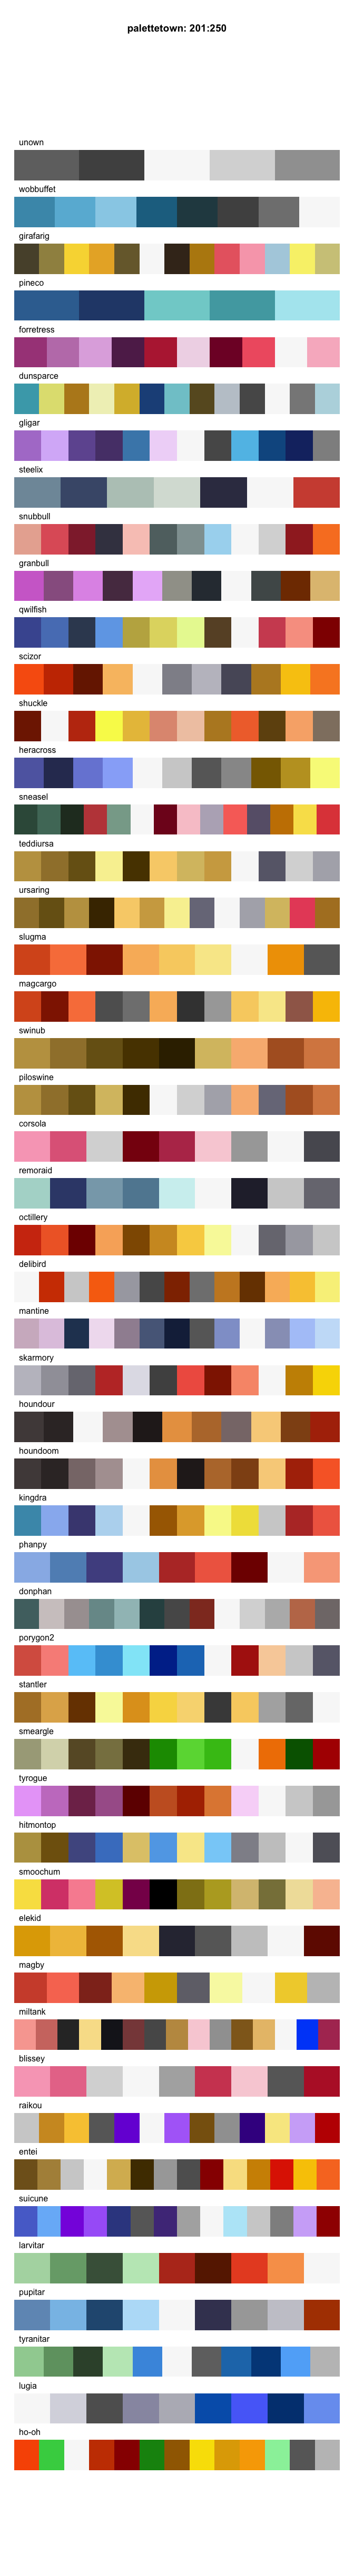 palettetown: 201:250
unown
wobbuffet
girafarig
pineco
forretress
dunsparce
gligar
steelix
snubbull
granbull
qwilfish
scizor
shuckle
heracross
sneasel
teddiursa
ursaring
slugma
magcargo
swinub
piloswine
corsola
remoraid
octillery
delibird
mantine
skarmory
houndour
houndoom
kingdra
phanpy
donphan
porygon2
stantler
smeargle
tyrogue
hitmontop
smoochum
elekid
magby
miltank
blissey
raikou
entei
suicune
larvitar
pupitar
tyranitar
lugia
ho-oh